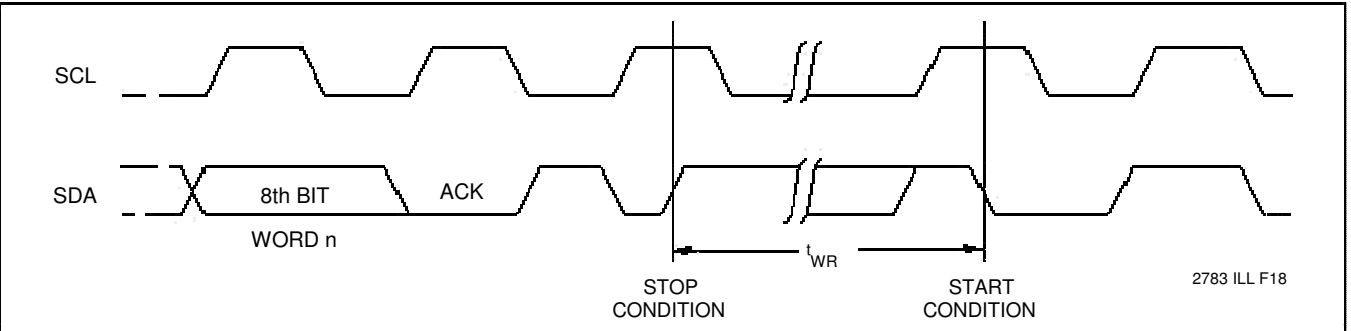 SCL
SDA
8th BIT
ACK
WORD n
tWR
STOP
CONDITION
START
CONDITION
2783 ILL F18